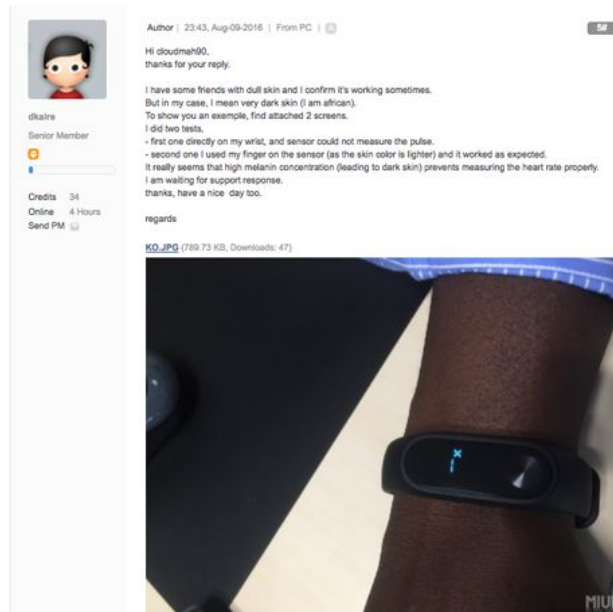 Author | 23:43, Aug-09-2016 | From PC |
5#
Hi cloudmah90,
thanks for your reply.
I have some friends with dull skin and I confirm it's working sometimes.
But in my case, I mean very dark skin (I am african).
To show you an exemple, find attached 2 screens.
I did two tests,
- first one directly on my wrist, and sensor could not measure the pulse.
- second one I used my finger on the sensor (as the skin color is lighter) and it worked as expected.
It really seems that high melanin concentration (leading to dark skin) prevents measuring the heart rate properly.
I am waiting for support response.
thanks, have a nice day too.
regards
dkaire
Senior Member
Credits 34
Online 4 Hours
Send PM
KO.JPG (789.73 KB, Downloads: 47)
MIUI